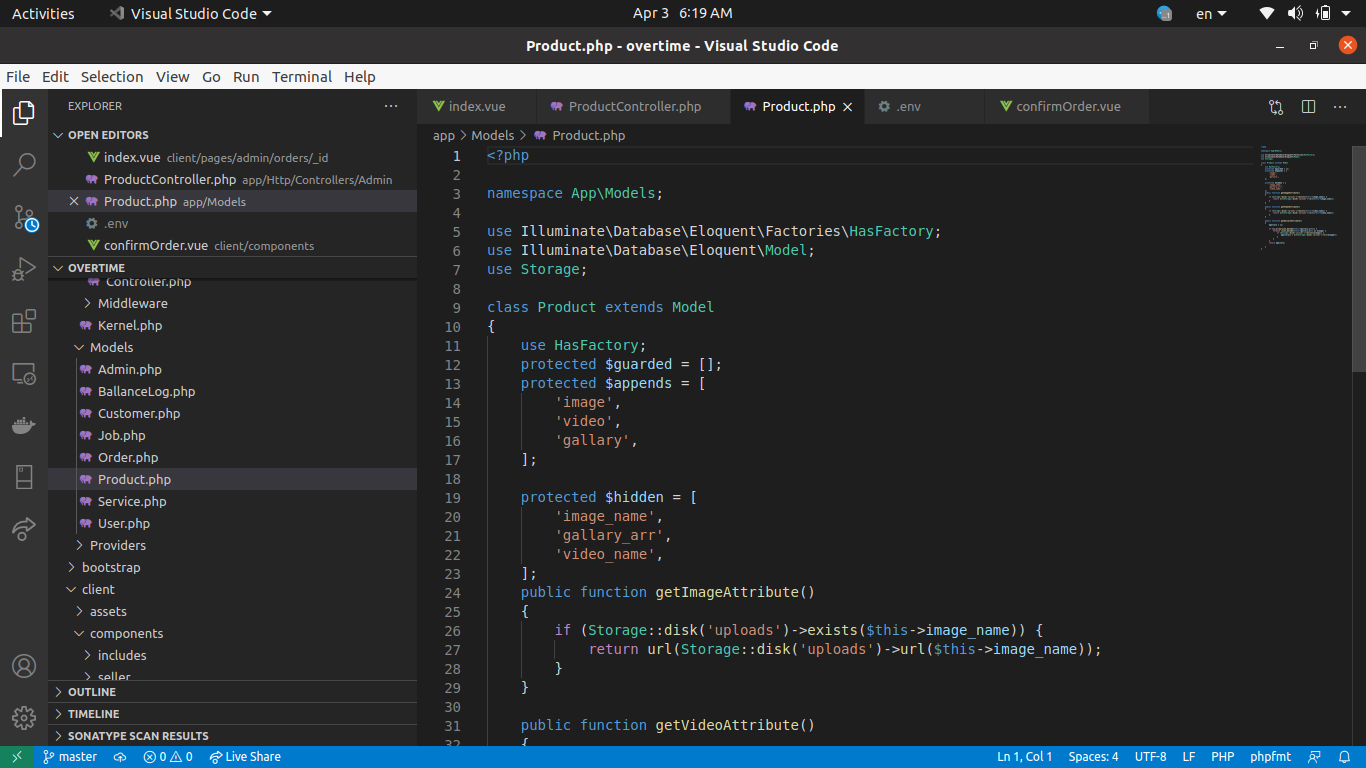 Activities
Visual Studio Code
Apr 3 6:19 AM
en
Product.php - overtime - Visual Studio Code
File Edit Selection View Go Run Terminal Help
EXPLORER
OPEN EDITORS
index.vue client/pages/admin/orders/_id
ProductController.php app/Http/Controllers/Admin
Product.php app/Models
.env
confirmOrder.vue client/components
OVERTIME
Controller.php
Middleware
Kernel.php
Models
Admin.php
BallanceLog.php
Customer.php
Job.php
Order.php
Product.php
Service.php
User.php
Providers
bootstrap
client
assets
components
includes
seller
OUTLINE
TIMELINE
SONATYPE SCAN RESULTS
index.vue
ProductController.php
Product.php
.env
confirmOrder.vue
app > Models > Product.php
1 <?php
2
3 namespace App\Models;
4
5 use Illuminate\Database\Eloquent\Factories\HasFactory;
6 use Illuminate\Database\Eloquent\Model;
7 use Storage;
8
9 class Product extends Model
10 {
11 use HasFactory;
12 protected $guarded = [];
13 protected $appends = [
14 'image',
15 'video',
16 'gallary',
17 ];
18
19 protected $hidden = [
20 'image_name',
21 'gallary_arr',
22 'video_name',
23 ];
24 public function getImageAttribute()
25 {
26 if (Storage::disk('uploads')->exists($this->image_name)) {
27 return url(Storage::disk('uploads')->url($this->image_name));
28 }
29 }
30
31 public function getVideoAttribute()
32 {
master
0 0
Live Share
Ln 1, Col 1
Spaces: 4
UTF-8
LF
PHP
phpfmt